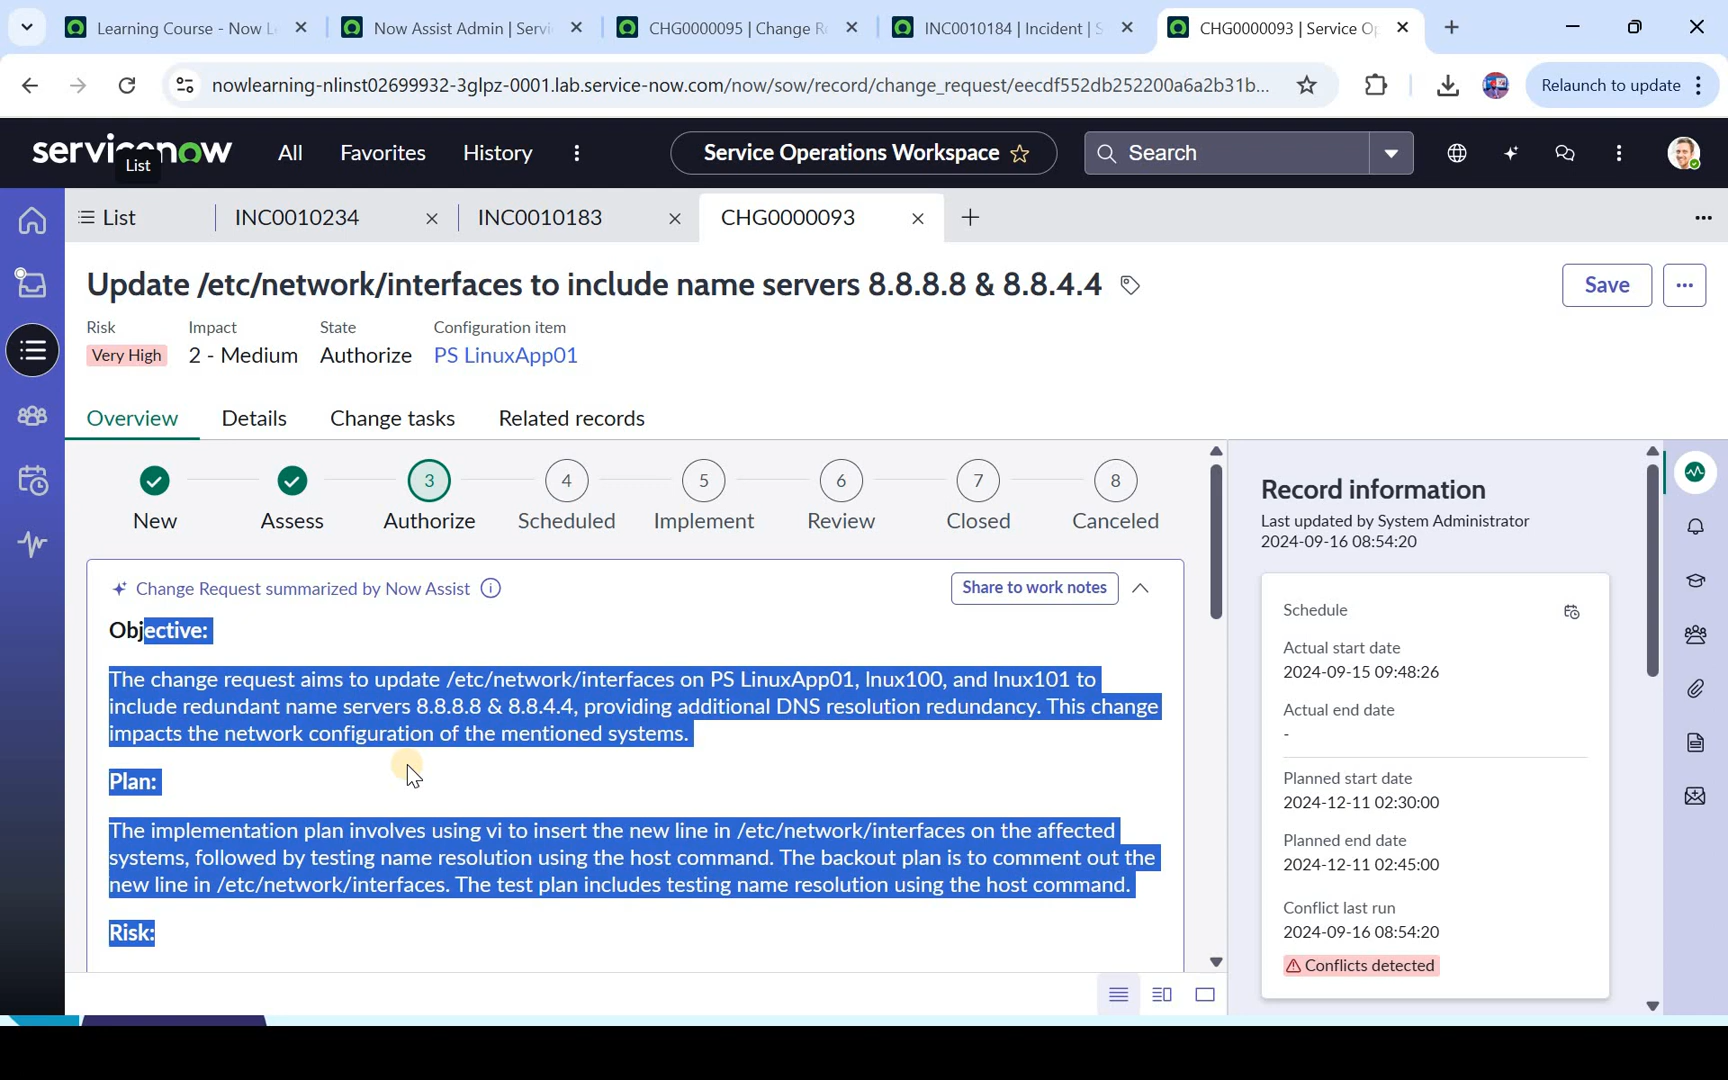 Learning Course - Now L
Now Assist Admin | Servi
CHG0000095 | Change R
INC0010184 | Incident | S
CHG0000093 | Service Op
nowlearning-nlinst02699932-3glpz-0001.lab.service-now.com/now/sow/record/change_request/eecdf552db252200a6a2b31b...
Relaunch to update
servicenow
List
All
Favorites
History
Service Operations Workspace
Search
List
INC0010234
INC0010183
CHG0000093
Update /etc/network/interfaces to include name servers 8.8.8.8 & 8.8.4.4
Save
Risk
Impact
State
Configuration item
Very High
2 - Medium
Authorize
PS LinuxApp01
Overview
Details
Change tasks
Related records
3
4
5
6
7
8
New
Assess
Authorize
Scheduled
Implement
Review
Closed
Canceled
Change Request summarized by Now Assist
Share to work notes
Objective:
The change request aims to update /etc/network/interfaces on PS LinuxApp01, lnux100, and lnux101 to
include redundant name servers 8.8.8.8 & 8.8.4.4, providing additional DNS resolution redundancy. This change
impacts the network configuration of the mentioned systems.
Plan:
The implementation plan involves using vi to insert the new line in /etc/network/interfaces on the affected
systems, followed by testing name resolution using the host command. The backout plan is to comment out the
new line in /etc/network/interfaces. The test plan includes testing name resolution using the host command.
Risk:
Record information
Last updated by System Administrator
2024-09-16 08:54:20
Schedule
Actual start date
2024-09-15 09:48:26
Actual end date
-
Planned start date
2024-12-11 02:30:00
Planned end date
2024-12-11 02:45:00
Conflict last run
2024-09-16 08:54:20
Conflicts detected